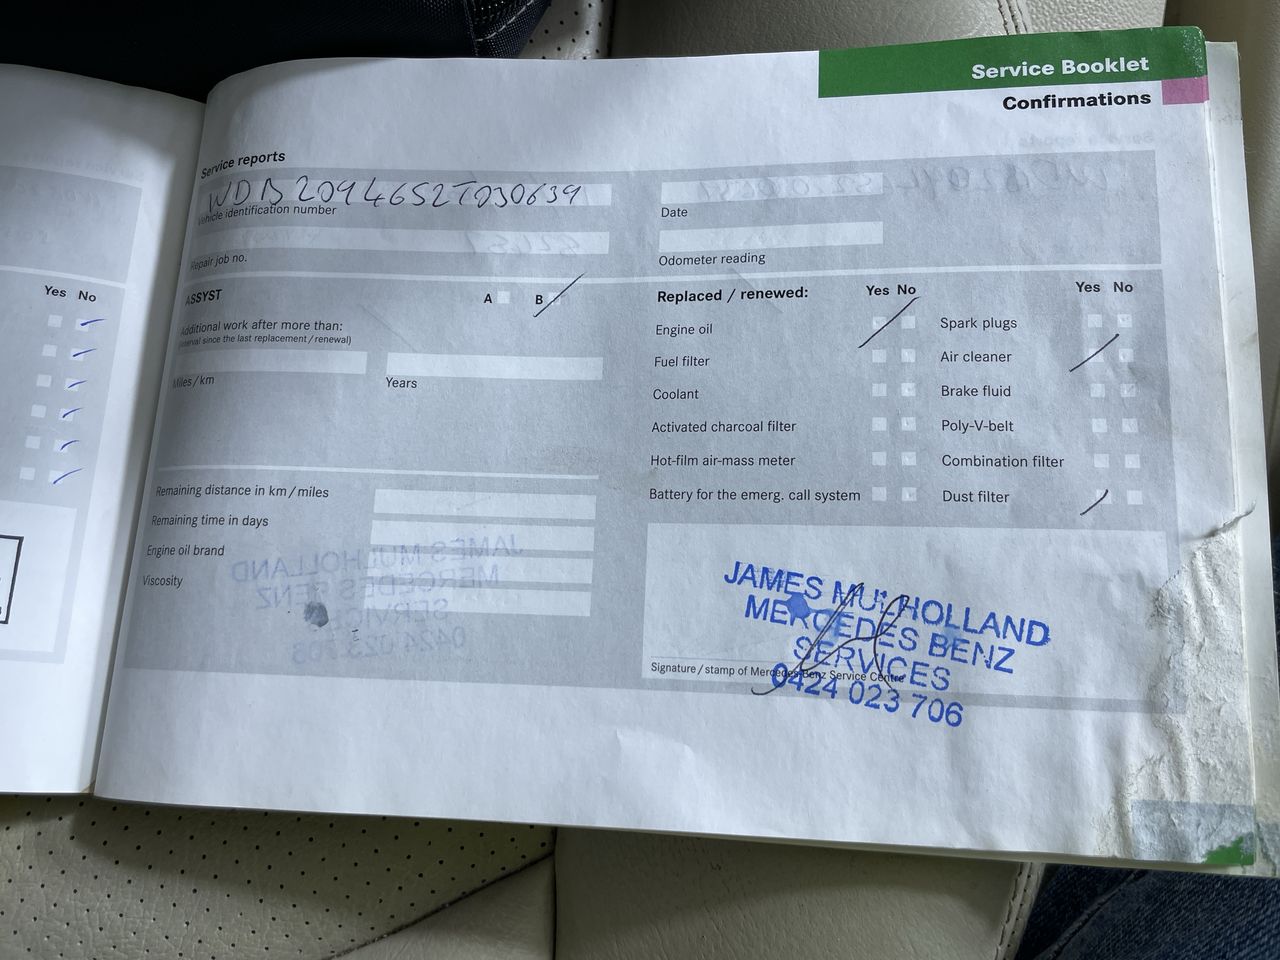 Service Booklet
Confirmations
Service reports
WDB2094652T030639
Vehicle identification number
Date
Repair job no.
Odometer reading
Yes No
ASSYST
A
B
Additional work after more than:
(interval since the last replacement / renewal)
Miles / km
Years
Remaining distance in km / miles
Remaining time in days
Engine oil brand
Viscosity
Replaced / renewed:
Yes No
Yes No
Engine oil
Spark plugs
Fuel filter
Air cleaner
Coolant
Brake fluid
Activated charcoal filter
Poly-V-belt
Hot-film air-mass meter
Combination filter
Battery for the emerg. call system
Dust filter
JAMES MULHOLLAND
MERCEDES BENZ
SERVICES
0424 023 706
Signature / stamp of Mercedes-Benz Service Centre